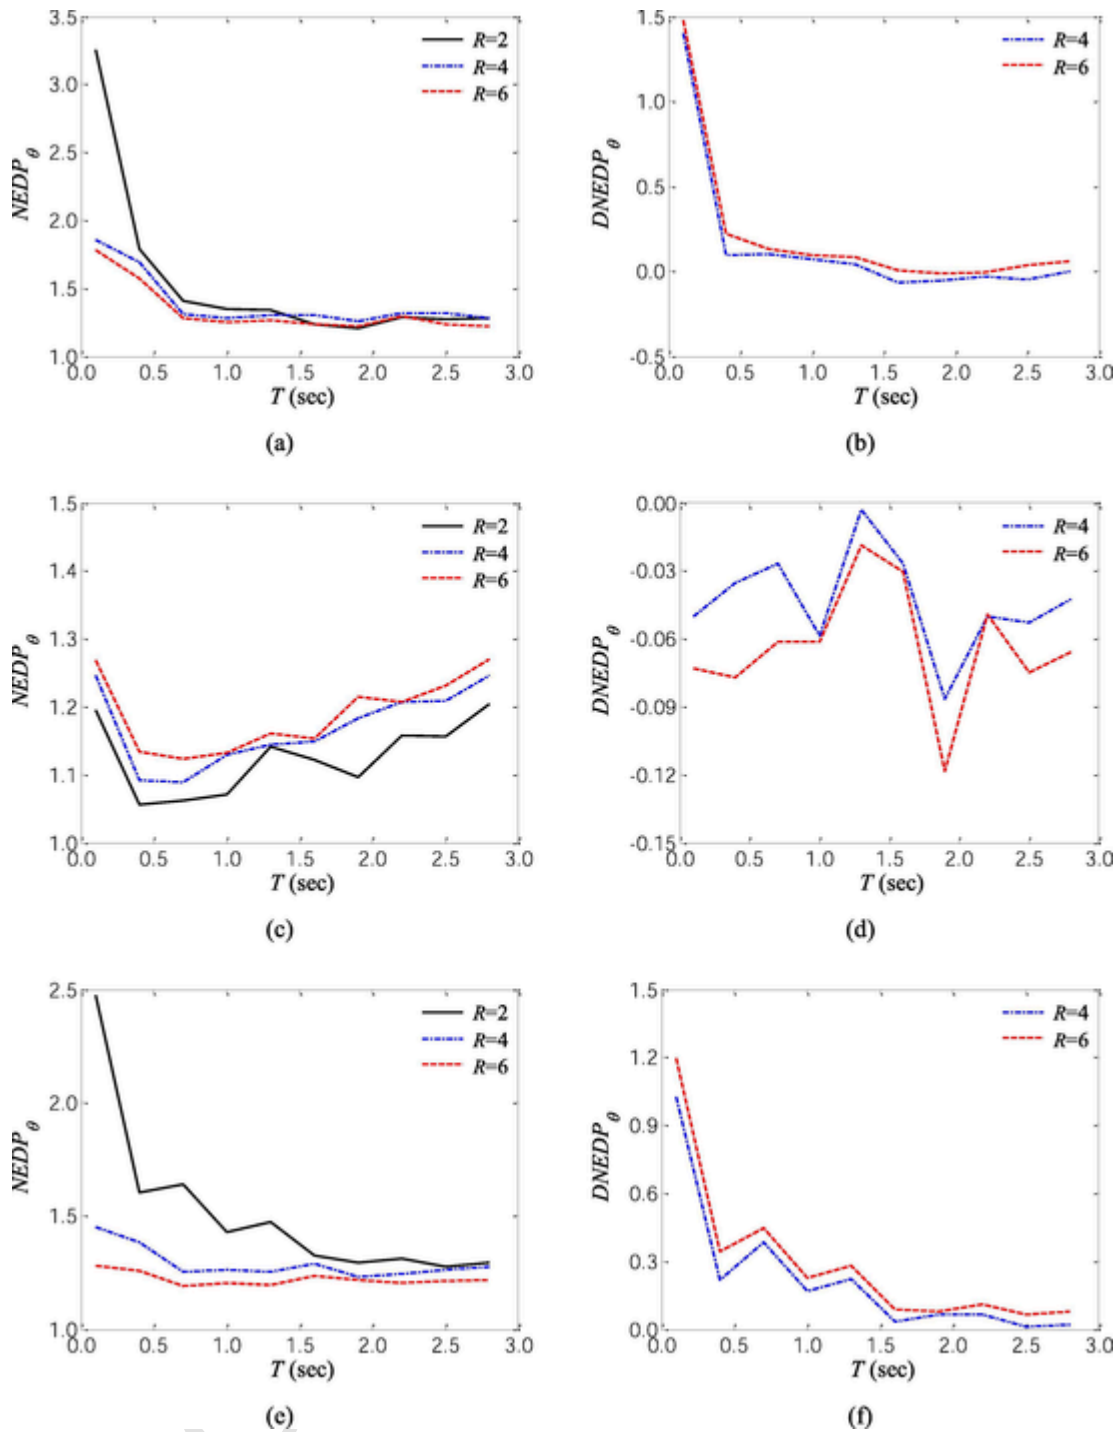 3.5
3.0
2.5
2.0
1.5
1.0
0.0 0.5 1.0 1.5 2.0 2.5 3.0
NEDP θ
T (sec)
R=2
R=4
R=6
(a)
1.5
1.0
0.5
0.0
-0.5
0.0 0.5 1.0 1.5 2.0 2.5 3.0
DNEDP θ
T (sec)
R=4
R=6
(b)
1.5
1.4
1.3
1.2
1.1
1.0
0.0 0.5 1.0 1.5 2.0 2.5 3.0
NEDP θ
T (sec)
R=2
R=4
R=6
(c)
0.00
-0.03
-0.06
-0.09
-0.12
-0.15
0.0 0.5 1.0 1.5 2.0 2.5 3.0
DNEDP θ
T (sec)
R=4
R=6
(d)
2.5
2.0
1.5
1.0
0.0 0.5 1.0 1.5 2.0 2.5 3.0
NEDP θ
T (sec)
R=2
R=4
R=6
(e)
1.5
1.2
0.9
0.6
0.3
0.0
0.0 0.5 1.0 1.5 2.0 2.5 3.0
DNEDP θ
T (sec)
R=4
R=6
(f)